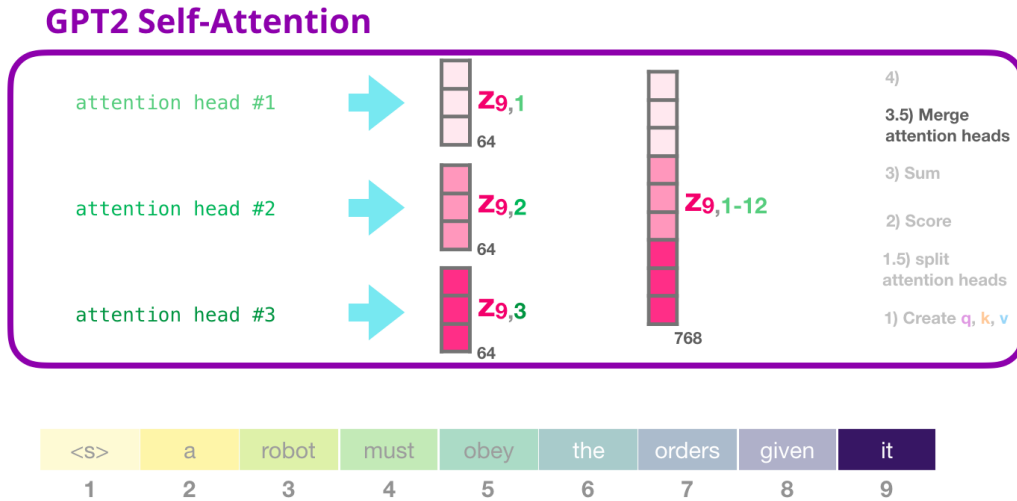 GPT2 Self-Attention
attention head #1
z9,1
64
attention head #2
z9,2
64
attention head #3
z9,3
64
z9,1-12
768
4)
3.5) Merge
attention heads
3) Sum
2) Score
1.5) split
attention heads
1) Create q, k, v
<s> a robot must obey the orders given it
1 2 3 4 5 6 7 8 9